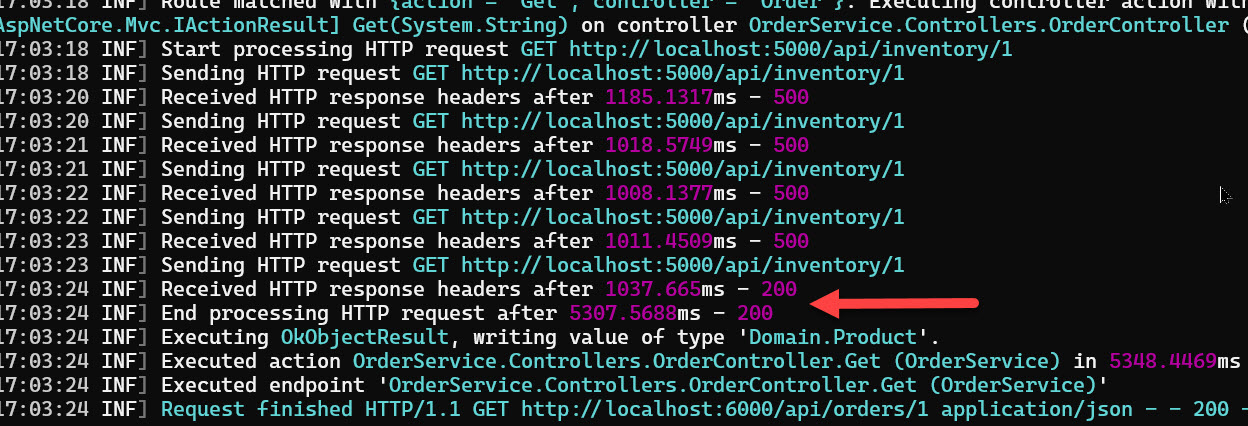 17:03:18 INF] Route matched with {action = "Get", controller = "Order"}. Executing controller action with
AspNetCore.Mvc.IActionResult] Get(System.String) on controller OrderService.Controllers.OrderController (
17:03:18 INF] Start processing HTTP request GET http://localhost:5000/api/inventory/1
17:03:18 INF] Sending HTTP request GET http://localhost:5000/api/inventory/1
17:03:20 INF] Received HTTP response headers after 1185.1317ms - 500
17:03:20 INF] Sending HTTP request GET http://localhost:5000/api/inventory/1
17:03:21 INF] Received HTTP response headers after 1018.5749ms - 500
17:03:21 INF] Sending HTTP request GET http://localhost:5000/api/inventory/1
17:03:22 INF] Received HTTP response headers after 1008.1377ms - 500
17:03:22 INF] Sending HTTP request GET http://localhost:5000/api/inventory/1
17:03:23 INF] Received HTTP response headers after 1011.4509ms - 500
17:03:23 INF] Sending HTTP request GET http://localhost:5000/api/inventory/1
17:03:24 INF] Received HTTP response headers after 1037.665ms - 200
17:03:24 INF] End processing HTTP request after 5307.5688ms - 200
17:03:24 INF] Executing OkObjectResult, writing value of type 'Domain.Product'.
17:03:24 INF] Executed action OrderService.Controllers.OrderController.Get (OrderService) in 5348.4469ms
17:03:24 INF] Executed endpoint 'OrderService.Controllers.OrderController.Get (OrderService)'
17:03:24 INF] Request finished HTTP/1.1 GET http://localhost:6000/api/orders/1 application/json - - 200 -